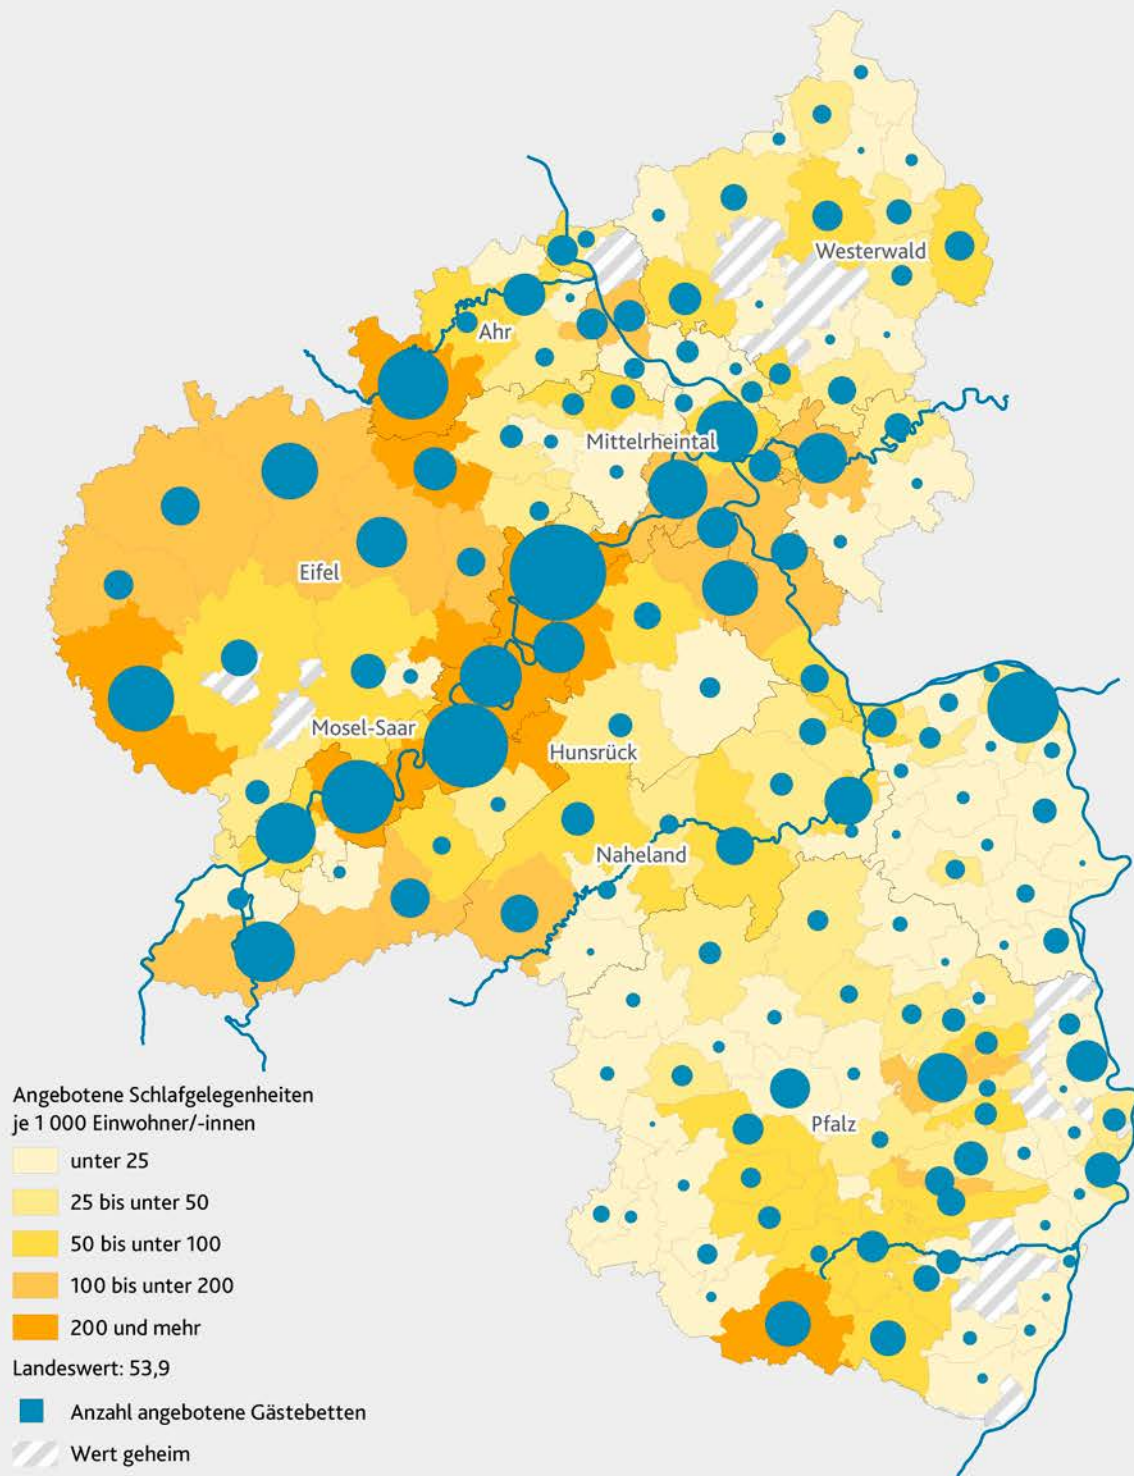 Westerwald
Ahr
Mittelrheintal
Eifel
Mosel-Saar
Hunsrück
Naheland
Pfalz
Angebotene Schlafgelegenheiten
je 1 000 Einwohner/-innen
unter 25
25 bis unter 50
50 bis unter 100
100 bis unter 200
200 und mehr
Landeswert: 53,9
Anzahl angebotene Gästebetten
Wert geheim